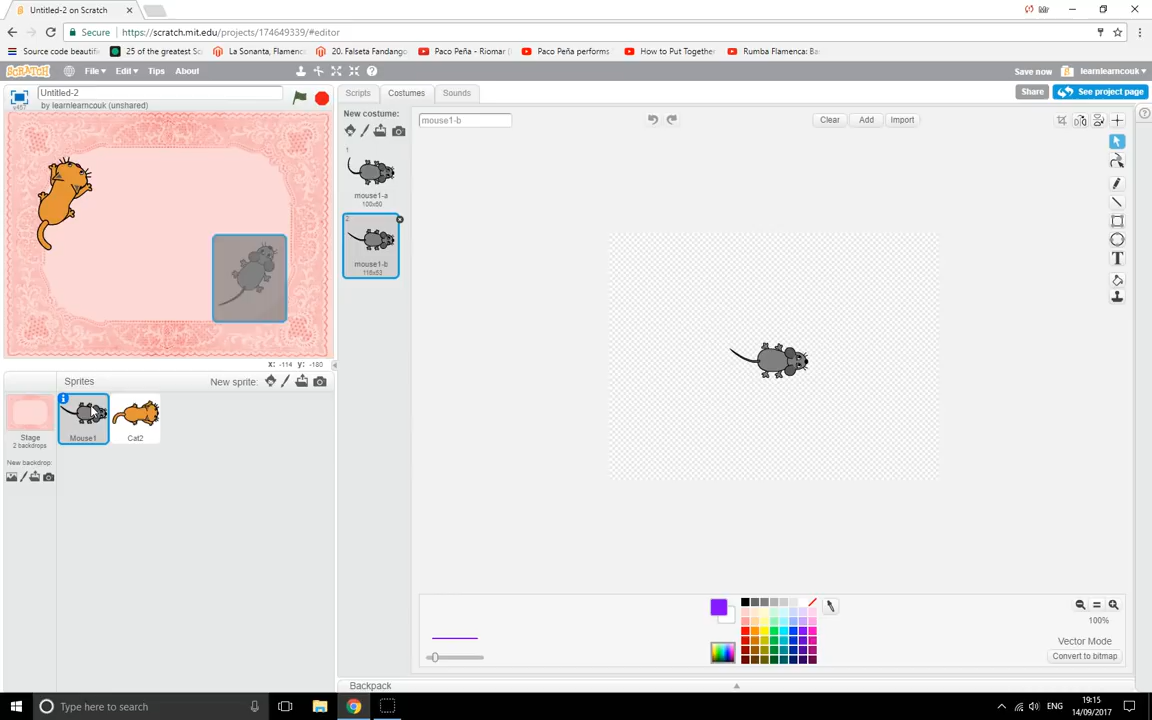 Untitled-2 on Scratch
Mr
Secure https://scratch.mit.edu/projects/174649339/#editor
Source code beautifi
25 of the greatest Sc
La Sonanta, Flamenc
20. Falseta Fandango
Paco Peña - Riomar (
Paco Peña performs
How to Put Together
Rumba Flamenca: Ba
SCRATCH
File
Edit
Tips
About
Save now
learnlearncouk
Untitled-2
by learnlearncouk (unshared)
v457
Scripts
Costumes
Sounds
Share
See project page
New costume:
mouse1-b
Clear
Add
Import
1
mouse1-a
100x50
2
mouse1-b
116x53
T
x: -114 y: -180
Sprites
New sprite:
Stage
2 backdrops
Mouse1
Cat2
New backdrop:
100%
Vector Mode
Convert to bitmap
Backpack
Type here to search
ENG
19:15
14/09/2017